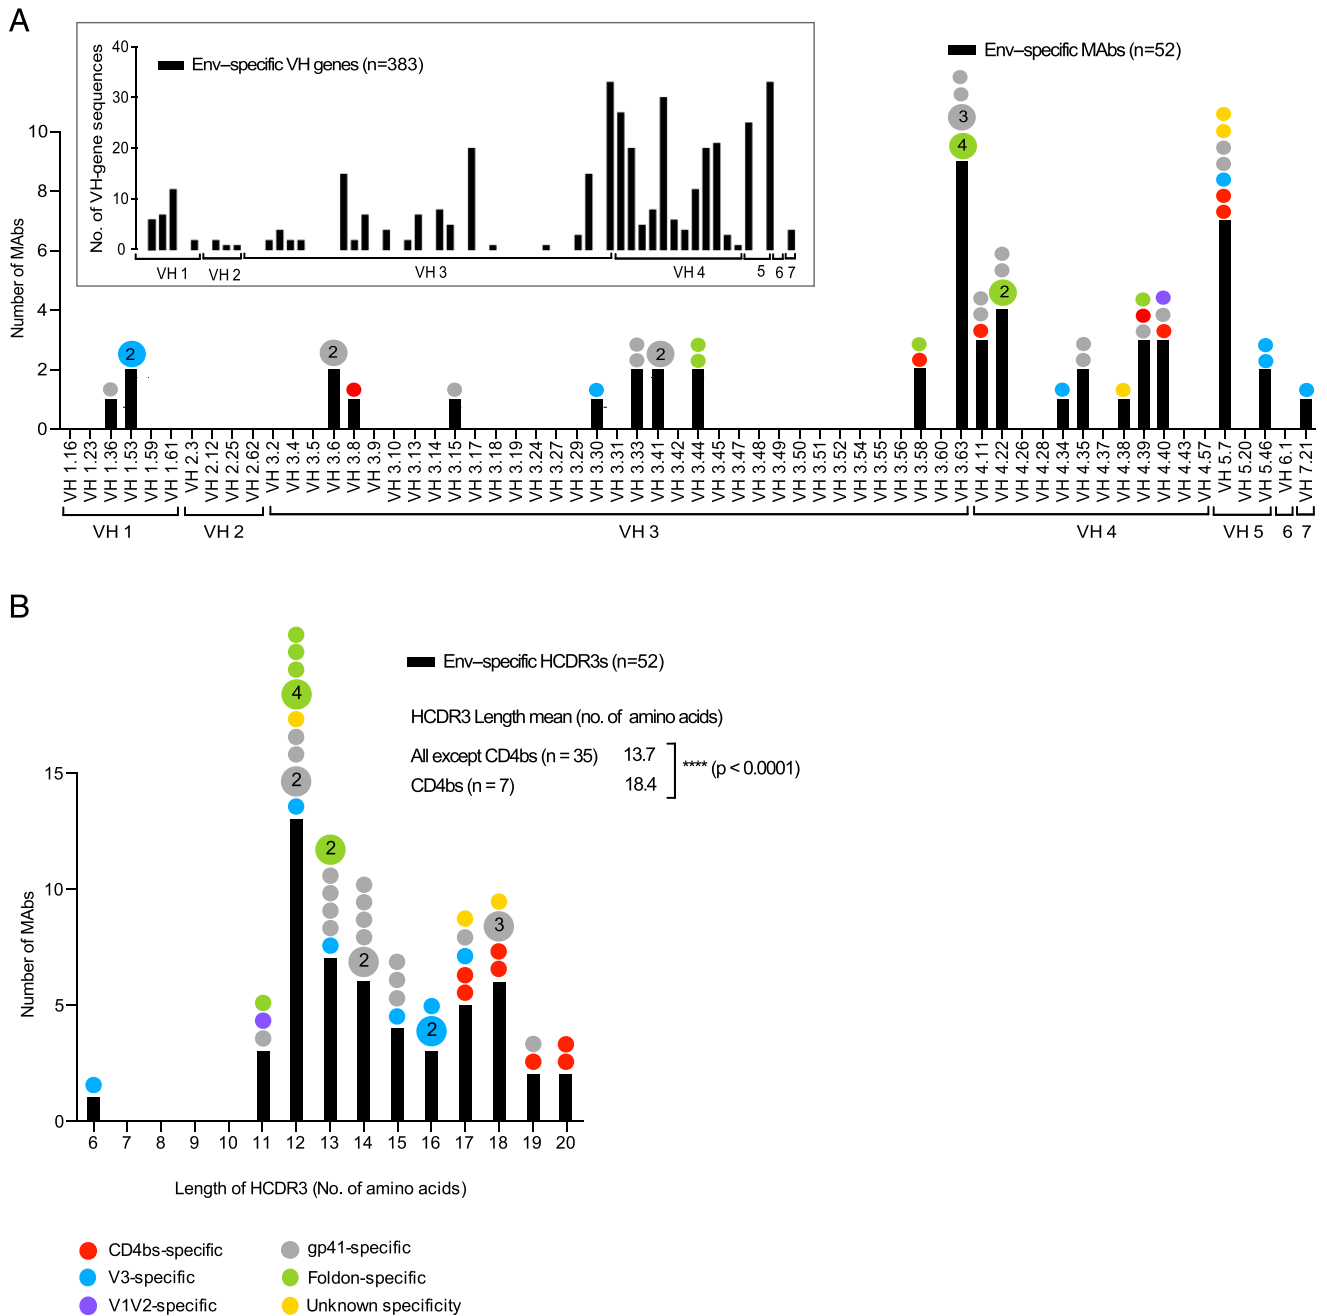 A
Env–specific VH genes (n=383)
No. of VH-gene sequences
40
30
20
10
0
VH 1 VH 2 VH 3 VH 4 5 6 7
Env–specific MAbs (n=52)
Number of MAbs
10
8
6
4
2
0
2 2 2 3 4 2
VH 1.16 VH 1.23 VH 1.36 VH 1.53 VH 1.59 VH 1.61 VH 2.3 VH 2.12 VH 2.25 VH 2.62 VH 3.2 VH 3.4 VH 3.5 VH 3.6 VH 3.8 VH 3.9 VH 3.10 VH 3.13 VH 3.14 VH 3.15 VH 3.17 VH 3.18 VH 3.19 VH 3.24 VH 3.27 VH 3.30 VH 3.31 VH 3.33 VH 3.41 VH 3.42 VH 3.44 VH 3.45 VH 3.47 VH 3.48 VH 3.49 VH 3.50 VH 3.51 VH 3.52 VH 3.54 VH 3.55 VH 3.56 VH 3.58 VH 3.60 VH 3.63 VH 4.11 VH 4.22 VH 4.26 VH 4.28 VH 4.34 VH 4.35 VH 4.37 VH 4.38 VH 4.39 VH 4.40 VH 4.43 VH 4.57 VH 5.7 VH 5.20 VH 5.46 VH 6.1 VH 7.21
VH 1 VH 2 VH 3 VH 4 VH 5 6 7
B
Env–specific HCDR3s (n=52)
HCDR3 Length mean (no. of amino acids)
All except CD4bs (n = 35) 13.7
CD4bs (n = 7) 18.4
**** (p < 0.0001)
Number of MAbs
15
10
5
0
4 2 2 2 2 3
6 7 8 9 10 11 12 13 14 15 16 17 18 19 20
Length of HCDR3 (No. of amino acids)
CD4bs-specific
V3-specific
V1V2-specific
gp41-specific
Foldon-specific
Unknown specificity